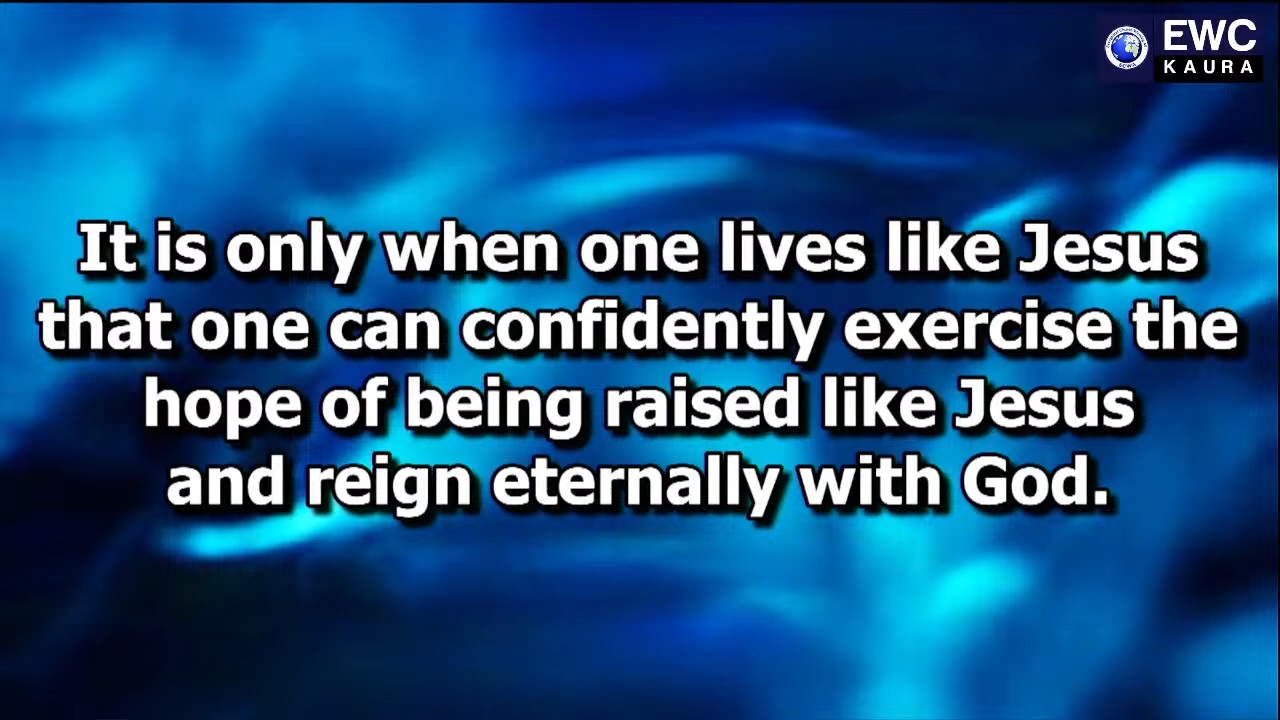 EWC
KAURA
It is only when one lives like Jesus
that one can confidently exercise the
hope of being raised like Jesus
and reign eternally with God.